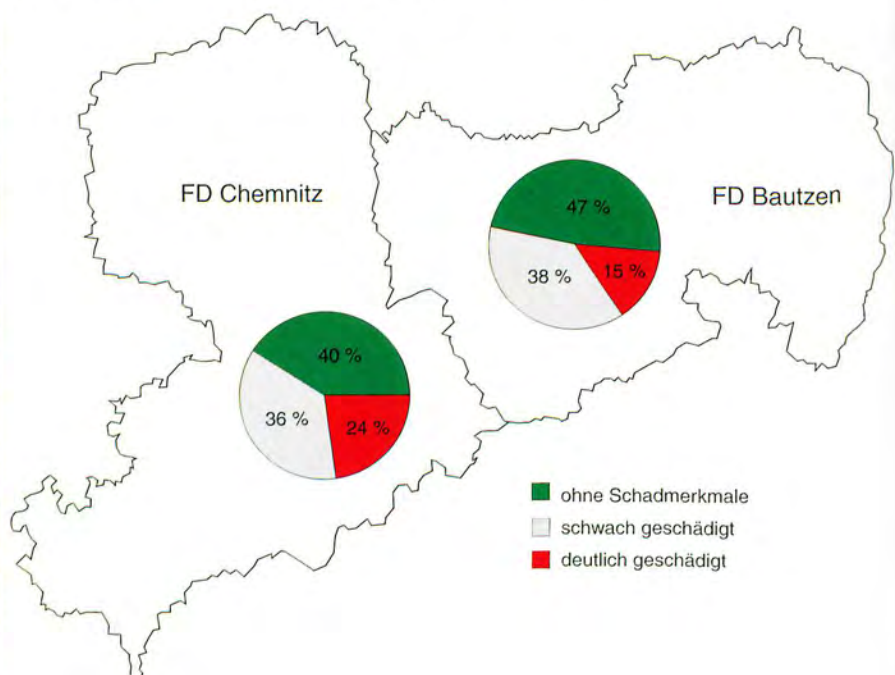 FD Chemnitz
FD Bautzen
47 %
38 %
15 %
40 %
36 %
24 %
ohne Schadmerkmale
schwach geschädigt
deutlich geschädigt